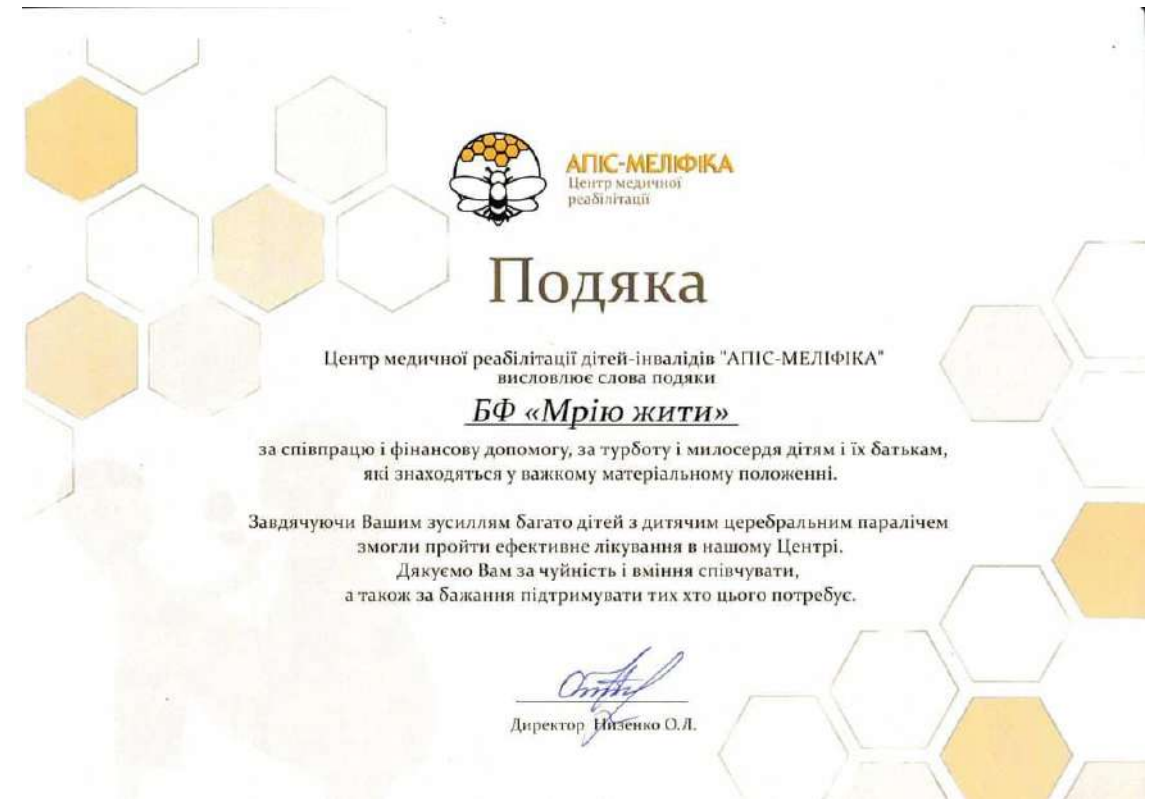 АПІС-МЕЛІФІКА
Центр медичної
реабілітації
Подяка
Центр медичної реабілітації дітей-інвалідів "АПІС-МЕЛІФІКА"
висловлює слова подяки
БФ «Мрію жити»
за співпрацю і фінансову допомогу, за турботу і милосердя дітям і їх батькам,
які знаходяться у важкому матеріальному положенні.
Завдячуючи Вашим зусиллям багато дітей з дитячим церебральним паралічем
змогли пройти ефективне лікування в нашому Центрі.
Дякуємо Вам за чуйність і вміння співчувати,
а також за бажання підтримувати тих хто цього потребує.
Директор Низенко О.Л.